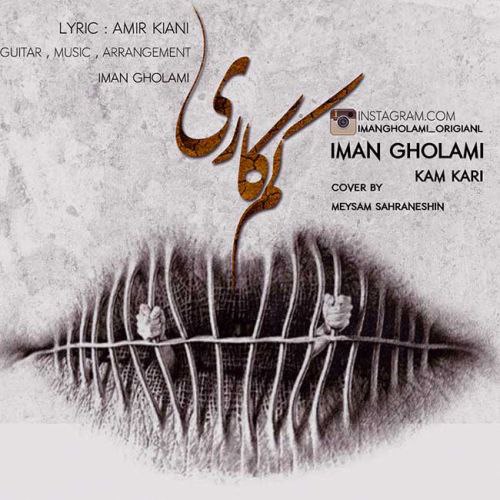 LYRIC : AMIR KIANI
GUITAR , MUSIC , ARRANGEMENT
IMAN GHOLAMI
کم کاری
INSTAGRAM.COM
IMANGHOLAMI_ORIGIANL
IMAN GHOLAMI
KAM KARI
COVER BY
MEYSAM SAHRANESHIN